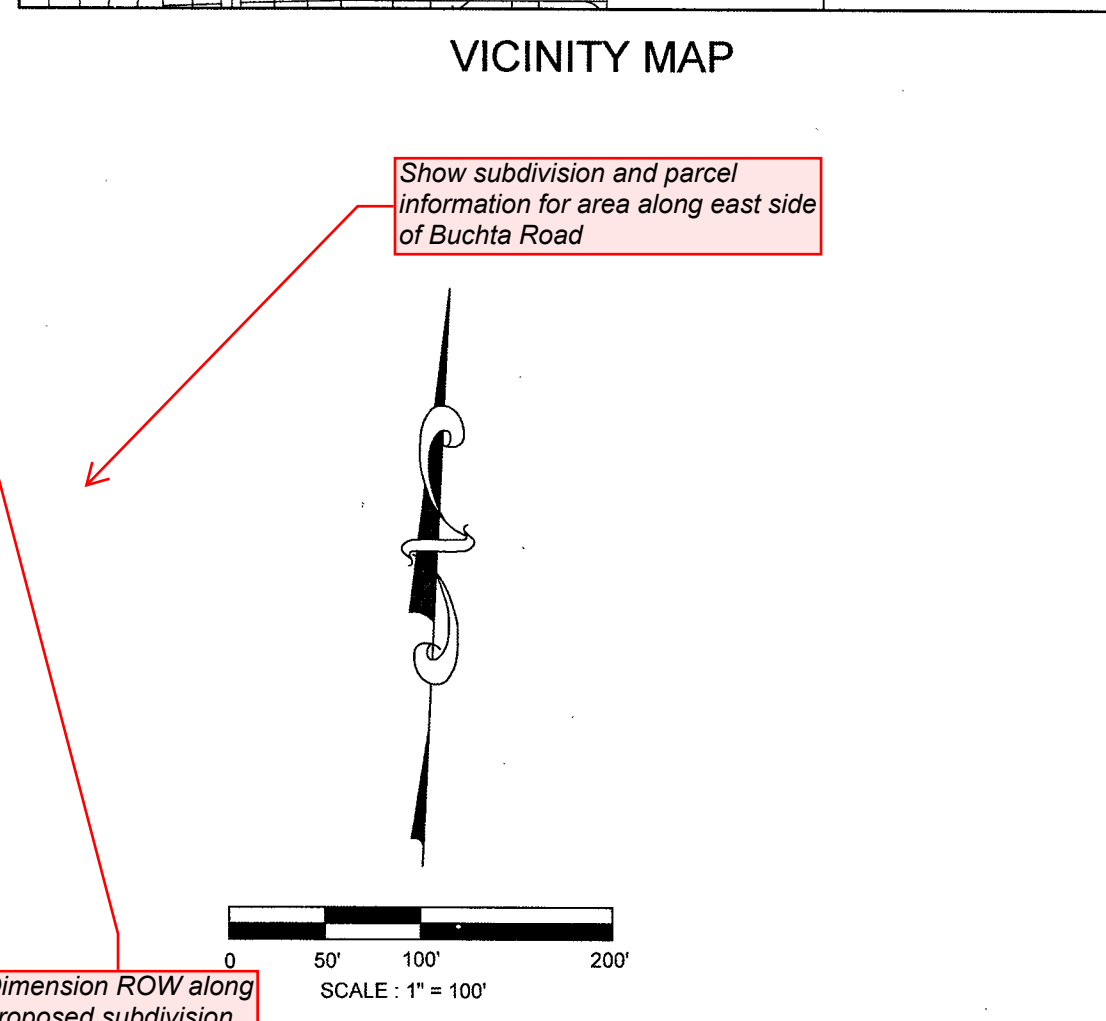 VICINITY MAP
Show subdivision and parcel
information for area along east side
of Buchta Road
0 50' 100' 200'
SCALE : 1" = 100'
ROW along
subdivision